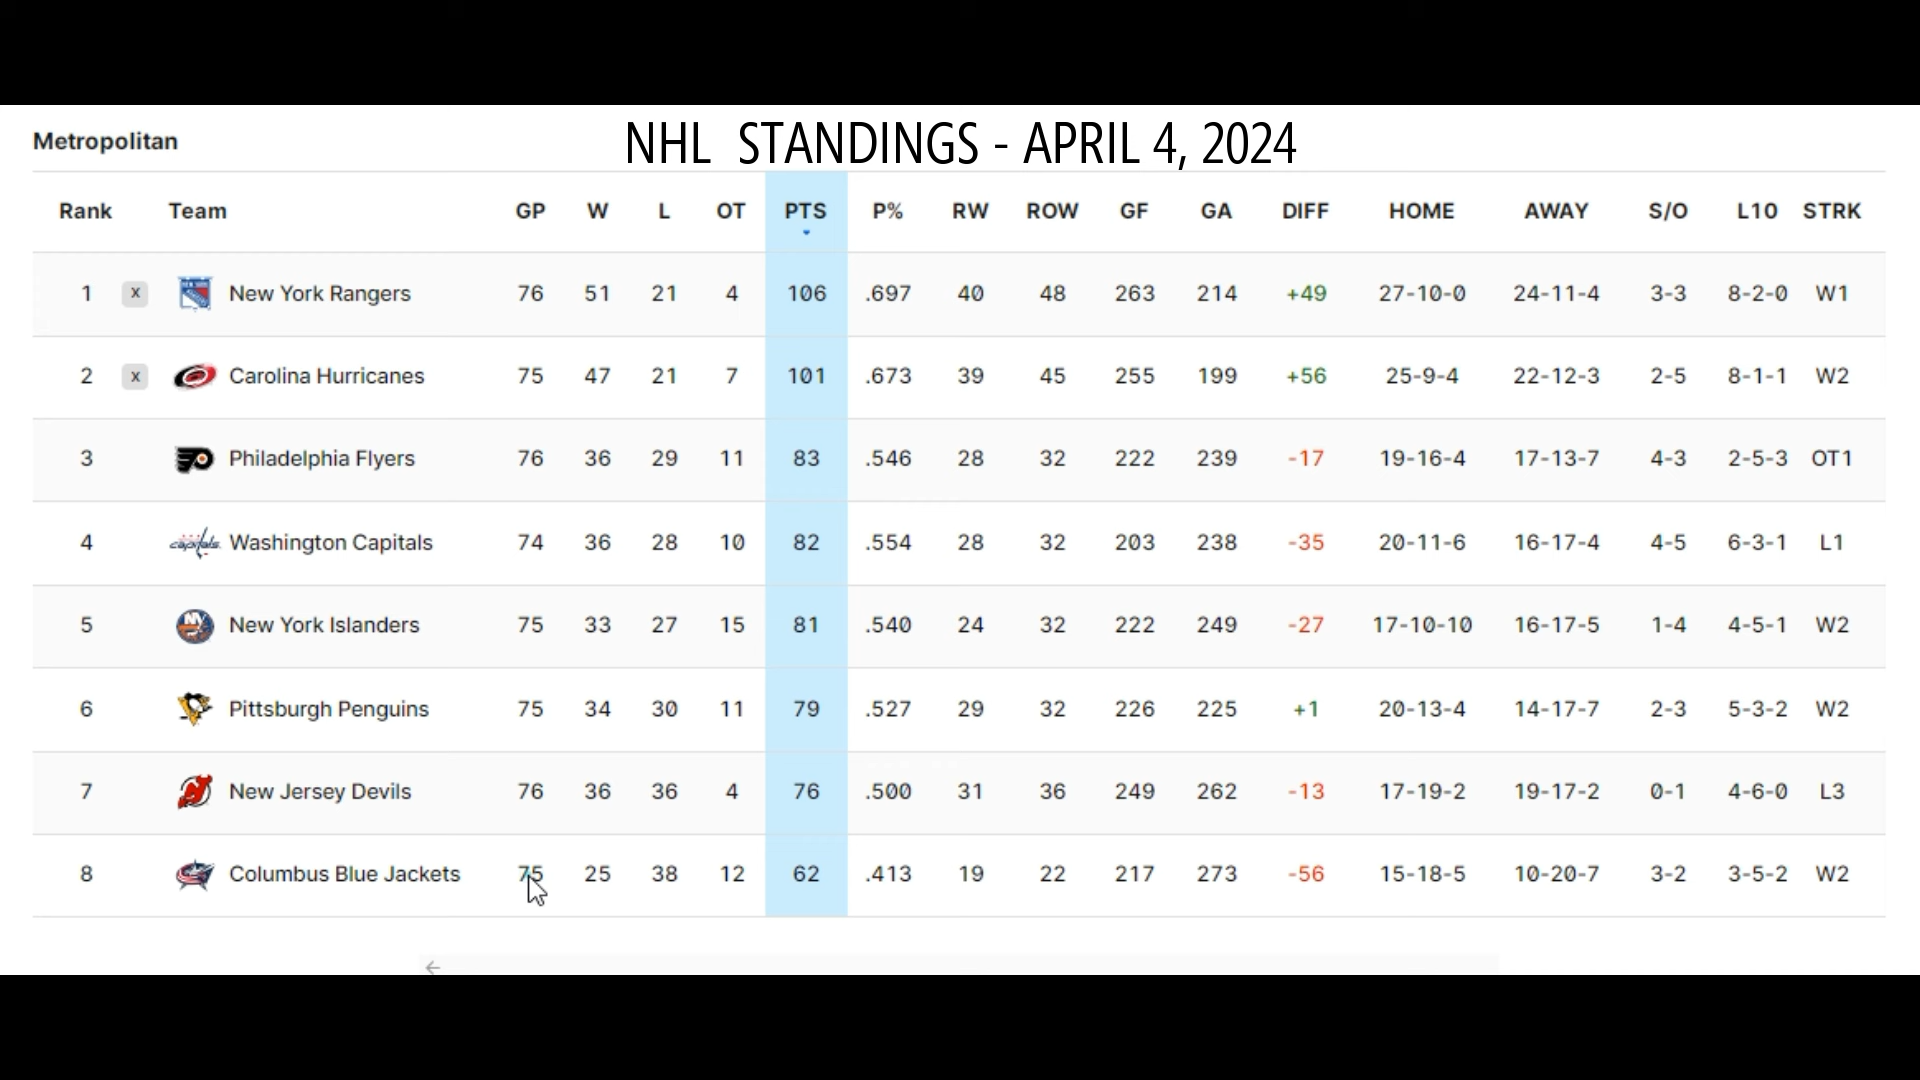 Metropolitan
NHL STANDINGS - APRIL 4, 2024
Rank Team GP W L OT PTS P% RW ROW GF GA DIFF HOME AWAY S/O L10 STRK
1 x New York Rangers 76 51 21 4 106 .697 40 48 263 214 +49 27-10-0 24-11-4 3-3 8-2-0 W1
2 x Carolina Hurricanes 75 47 21 7 101 .673 39 45 255 199 +56 25-9-4 22-12-3 2-5 8-1-1 W2
3 Philadelphia Flyers 76 36 29 11 83 .546 28 32 222 239 -17 19-16-4 17-13-7 4-3 2-5-3 OT1
4 capitals Washington Capitals 74 36 28 10 82 .554 28 32 203 238 -35 20-11-6 16-17-4 4-5 6-3-1 L1
5 NY New York Islanders 75 33 27 15 81 .540 24 32 222 249 -27 17-10-10 16-17-5 1-4 4-5-1 W2
6 Pittsburgh Penguins 75 34 30 11 79 .527 29 32 226 225 +1 20-13-4 14-17-7 2-3 5-3-2 W2
7 New Jersey Devils 76 36 36 4 76 .500 31 36 249 262 -13 17-19-2 19-17-2 0-1 4-6-0 L3
8 Columbus Blue Jackets 75 25 38 12 62 .413 19 22 217 273 -56 15-18-5 10-20-7 3-2 3-5-2 W2